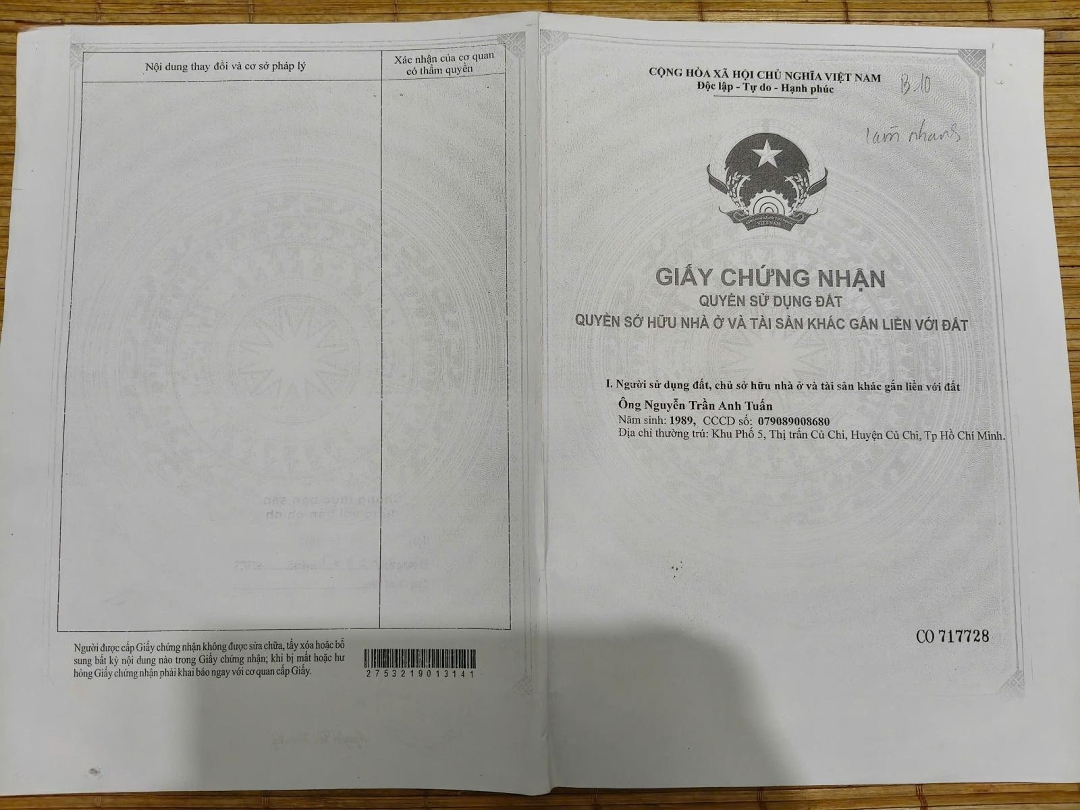 Nội dung thay đổi và cơ sở pháp lý
Xác nhận của cơ quan
có thẩm quyền
Người được cấp Giấy chứng nhận không được sửa chữa, tẩy xóa hoặc bổ
sung bất kỳ nội dung nào trong Giấy chứng nhận; khi bị mất hoặc hư
hỏng Giấy chứng nhận phải khai báo ngay với cơ quan cấp Giấy.
2753219013141
CỘNG HÒA XÃ HỘI CHỦ NGHĨA VIỆT NAM
Độc lập - Tự do - Hạnh phúc
B.10
GIẤY CHỨNG NHẬN
QUYỀN SỬ DỤNG ĐẤT
QUYỀN SỞ HỮU NHÀ Ở VÀ TÀI SẢN KHÁC GẮN LIỀN VỚI ĐẤT
I. Người sử dụng đất, chủ sở hữu nhà ở và tài sản khác gắn liền với đất
Ông Nguyễn Trần Anh Tuấn
Năm sinh: 1989, CCCD số: 079089008680
Địa chỉ thường trú: Khu Phố 5, Thị trấn Củ Chi, Huyện Củ Chi, Tp Hồ Chí Minh.
CO 717728